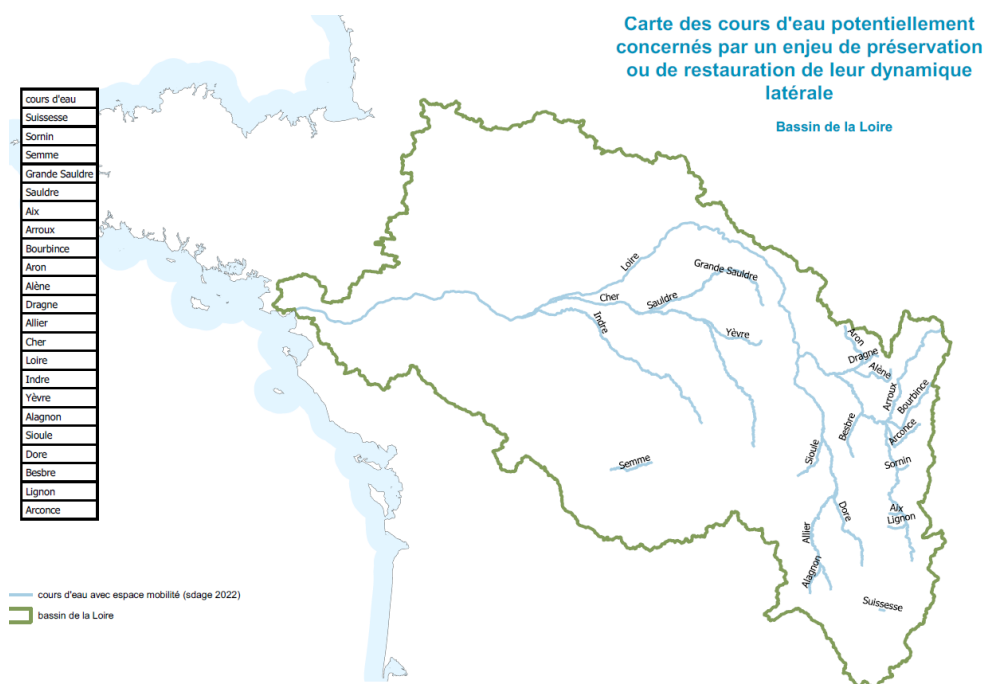 Carte des cours d'eau potentiellement
concernés par un enjeu de préservation
ou de restauration de leur dynamique
latérale
Bassin de la Loire
cours d'eau
Suissesse
Sornin
Semme
Grande Sauldre
Sauldre
Aix
Arroux
Bourbince
Aron
Alène
Dragne
Allier
Cher
Loire
Indre
Yèvre
Alagnon
Sioule
Dore
Besbre
Lignon
Arconce
Loire
Grande Sauldre
Cher
Sauldre
Indre
Yèvre
Aron
Dragne
Alène
Arroux
Bourbince
Besbre
Arconce
Sioule
Semme
Sornin
Dore
Aix
Lignon
Allier
Alagnon
Suissesse
cours d'eau avec espace mobilité (sdage 2022)
bassin de la Loire